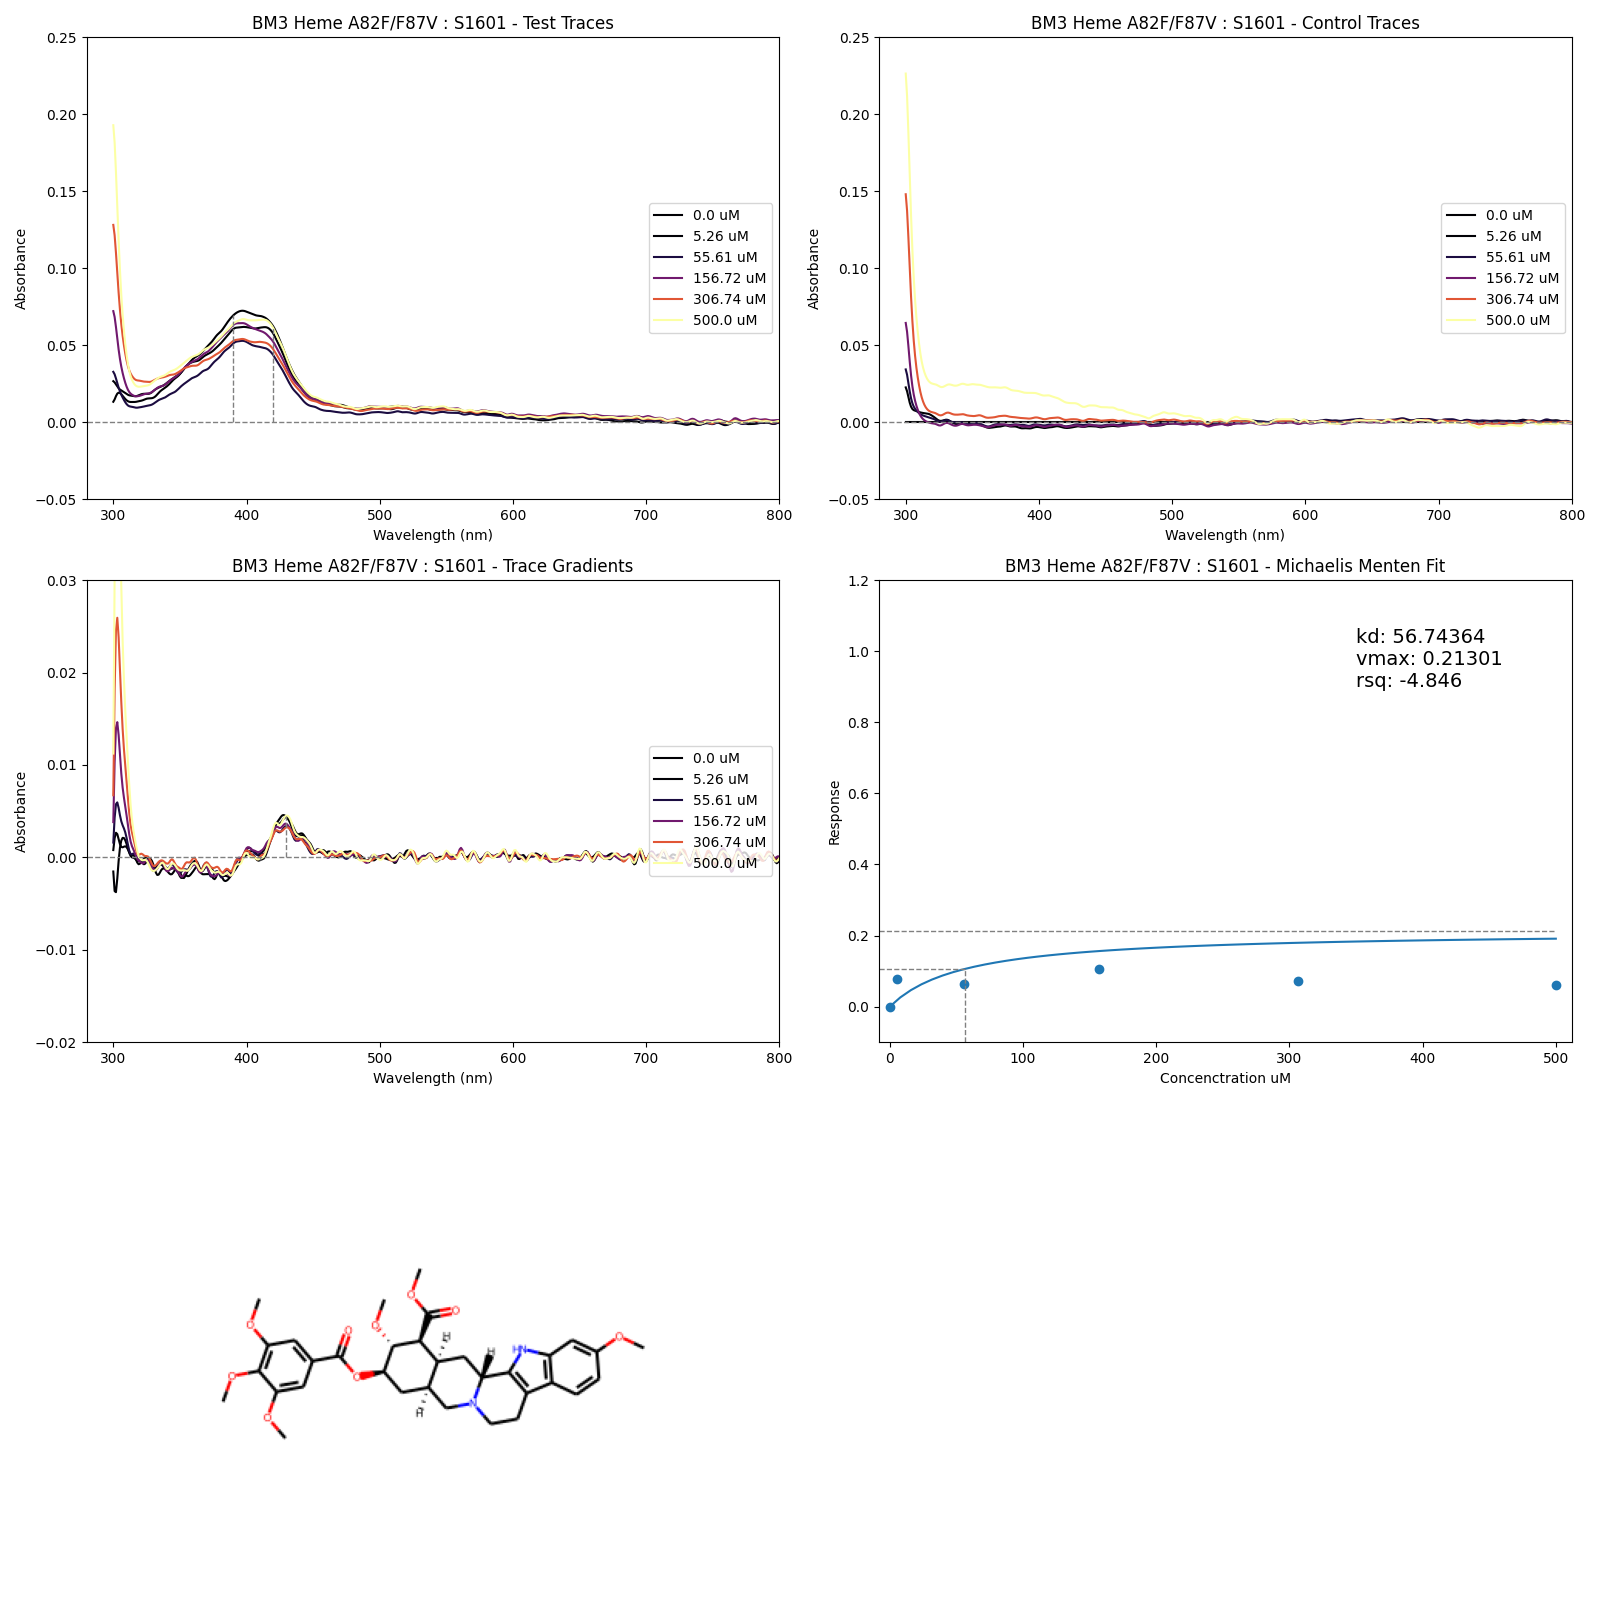 BM3 Heme A82F/F87V : S1601 - Test Traces
0.25
0.20
0.15
0.10
0.05
0.00
−0.05
Absorbance
0.0 uM
5.26 uM
55.61 uM
156.72 uM
306.74 uM
500.0 uM
300 400 500 600 700 800
Wavelength (nm)
BM3 Heme A82F/F87V : S1601 - Control Traces
0.25
0.20
0.15
0.10
0.05
0.00
−0.05
Absorbance
0.0 uM
5.26 uM
55.61 uM
156.72 uM
306.74 uM
500.0 uM
300 400 500 600 700 800
Wavelength (nm)
BM3 Heme A82F/F87V : S1601 - Trace Gradients
0.03
0.02
0.01
0.00
−0.01
−0.02
Absorbance
0.0 uM
5.26 uM
55.61 uM
156.72 uM
306.74 uM
500.0 uM
300 400 500 600 700 800
Wavelength (nm)
BM3 Heme A82F/F87V : S1601 - Michaelis Menten Fit
1.2
1.0
0.8
0.6
0.4
0.2
0.0
Response
kd: 56.74364
vmax: 0.21301
rsq: -4.846
0 100 200 300 400 500
Concenctration uM
O
O
O
O
O
O
O
O
H
H
H
N
HN
O